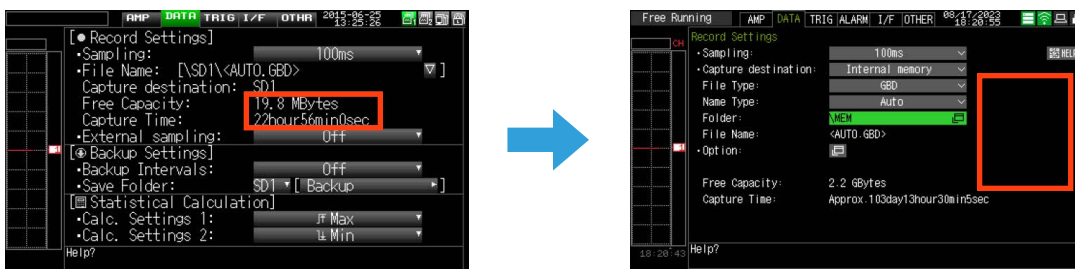 AMP DATA TRIG I/F OTHR 2015-06-25 13:25:26
[● Record Settings]
•Sampling: 100ms
•File Name: [\SD1\<AUTO.GBD> ]
Capture destination: SD1
Free Capacity: 19.8 MBytes
Capture Time: 22hour56min0sec
•External sampling: Off
[Backup Settings]
•Backup Intervals: Off
•Save Folder: SD1 [ Backup ]
[Statistical Calculation]
•Calc. Settings 1: Max
•Calc. Settings 2: Min
Help?
Free Running AMP DATA TRIG ALARM I/F OTHER 08/17/2023 18:20:55
CH Record Settings
•Sampling: 100ms HELP
•Capture destination: Internal memory
File Type: GBD
Name Type: Auto
Folder: \MEM
File Name: <AUTO.GBD>
•Option:
Free Capacity: 2.2 GBytes
Capture Time: Approx.103day13hour30min5sec
18:20:43 Help?